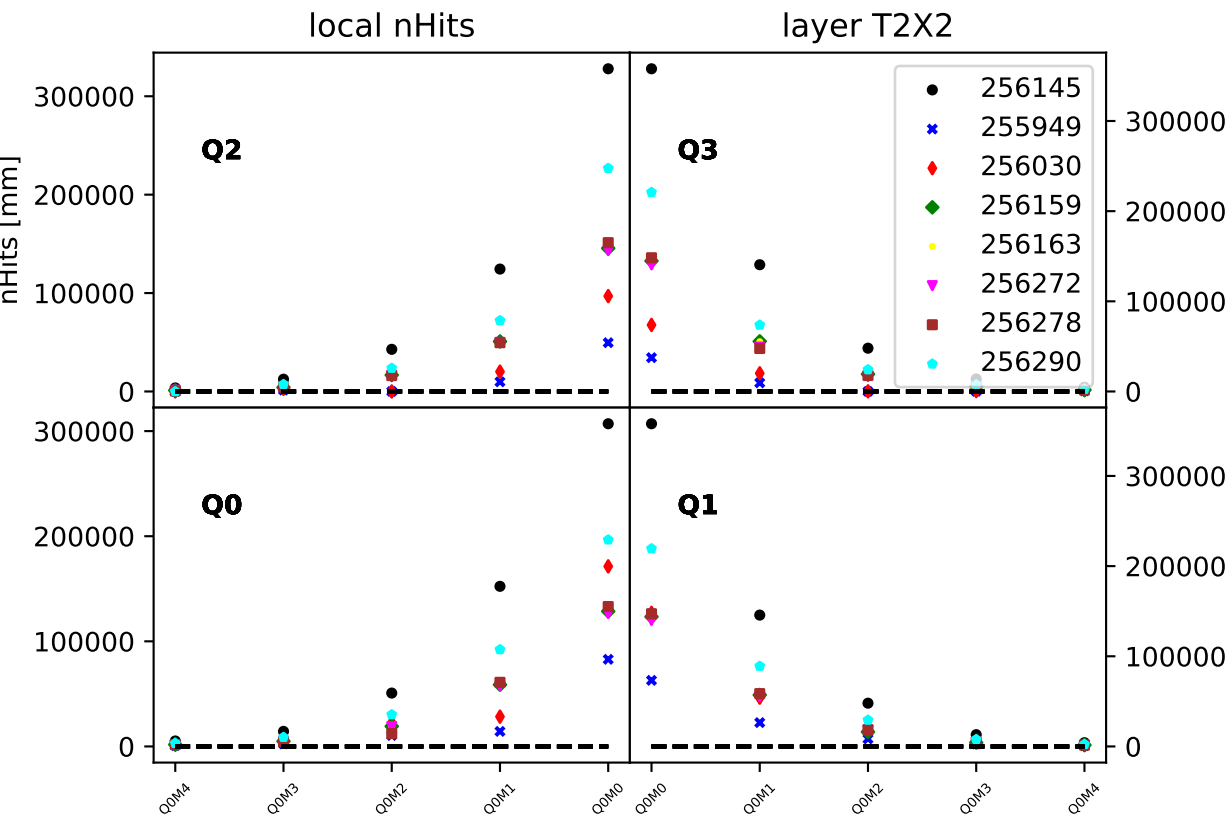 local nHits
layer T2X2
nHits [mm]
300000
200000
100000
0
Q2
Q3
256145
255949
256030
256159
256163
256272
256278
256290
300000
200000
100000
0
300000
200000
100000
0
Q0
Q1
300000
200000
100000
0
Q0M4
Q0M3
Q0M2
Q0M1
Q0M0
Q0M0
Q0M1
Q0M2
Q0M3
Q0M4